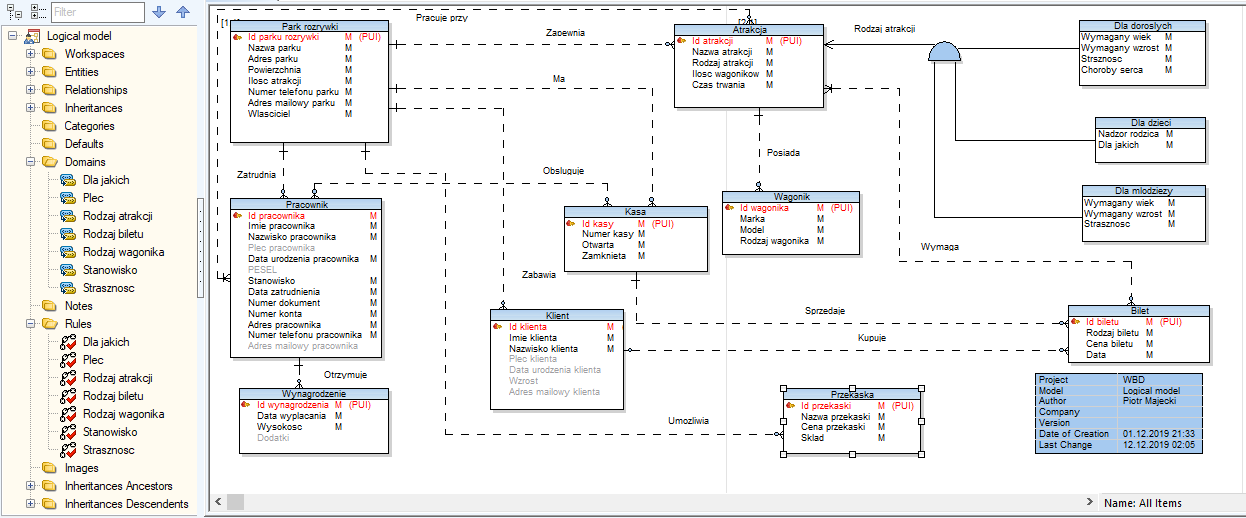 Filter
Logical model
Workspaces
Entities
Relationships
Inheritances
Categories
Defaults
Domains
Dla jakich
Plec
Rodzaj atrakcji
Rodzaj biletu
Rodzaj wagonika
Stanowisko
Strasznosc
Notes
Rules
Dla jakich
Plec
Rodzaj atrakcji
Rodzaj biletu
Rodzaj wagonika
Stanowisko
Strasznosc
Images
Inheritances Ancestors
Inheritances Descendents
Pracuje przy
Park rozrywki
Id parku rozrywki M (PUI)
Nazwa parku M
Adres parku M
Powierzchnia M
Ilosc atrakcji M
Numer telefonu parku M
Adres mailowy parku M
Wlasciciel M
Zapewnia
Ma
Atrakcja
Id atrakcji M (PUI)
Nazwa atrakcji M
Rodzaj atrakcji M
Ilosc wagonikow M
Czas trwania M
Rodzaj atrakcji
Dla doroslych
Wymagany wiek M
Wymagany wzrost M
Strsznosc M
Choroby serca M
Dla dzieci
Nadzor rodzica M
Dla jakich M
Dla mlodziezy
Wymagany wiek M
Wymagany wzrost M
Strasznosc M
Zatrudnia
Obsluguje
Posiada
Pracownik
Id pracownika M
Imie pracownika M
Nazwisko pracownika M
Plec pracownika
Data urodzenia pracownika M
PESEL
Stanowisko M
Data zatrudnienia M
Numer dokument M
Numer konta M
Adres pracownika M
Numer telefonu pracownika M
Adres mailowy pracownika
Kasa
Id kasy M (PUI)
Numer kasy M
Otwarta M
Zamknieta M
Wagonik
Id wagonika M (PUI)
Marka M
Model M
Rodzaj wagonika M
Wymaga
Zabawia
Sprzedaje
Kupuje
Klient
Id klienta M
Imie klienta M
Nazwisko klienta M
Plec klienta
Data urodzenia klienta
Wzrost
Adres mailowy klienta
Bilet
Id biletu M (PUI)
Rodzaj biletu M
Cena biletu M
Data M
Otrzymuje
Wynagrodzenie
Id wynagrodzenia M (PUI)
Data wyplacania M
Wysokosc M
Dodatki
Umozliwia
Przekaska
Id przekaski M (PUI)
Nazwa przekaski M
Cena przekaski M
Sklad M
Project WBD
Model Logical model
Author Piotr Majecki
Company
Version
Date of Creation 01.12.2019 21:33
Last Change 12.12.2019 02:05
Name: All Items